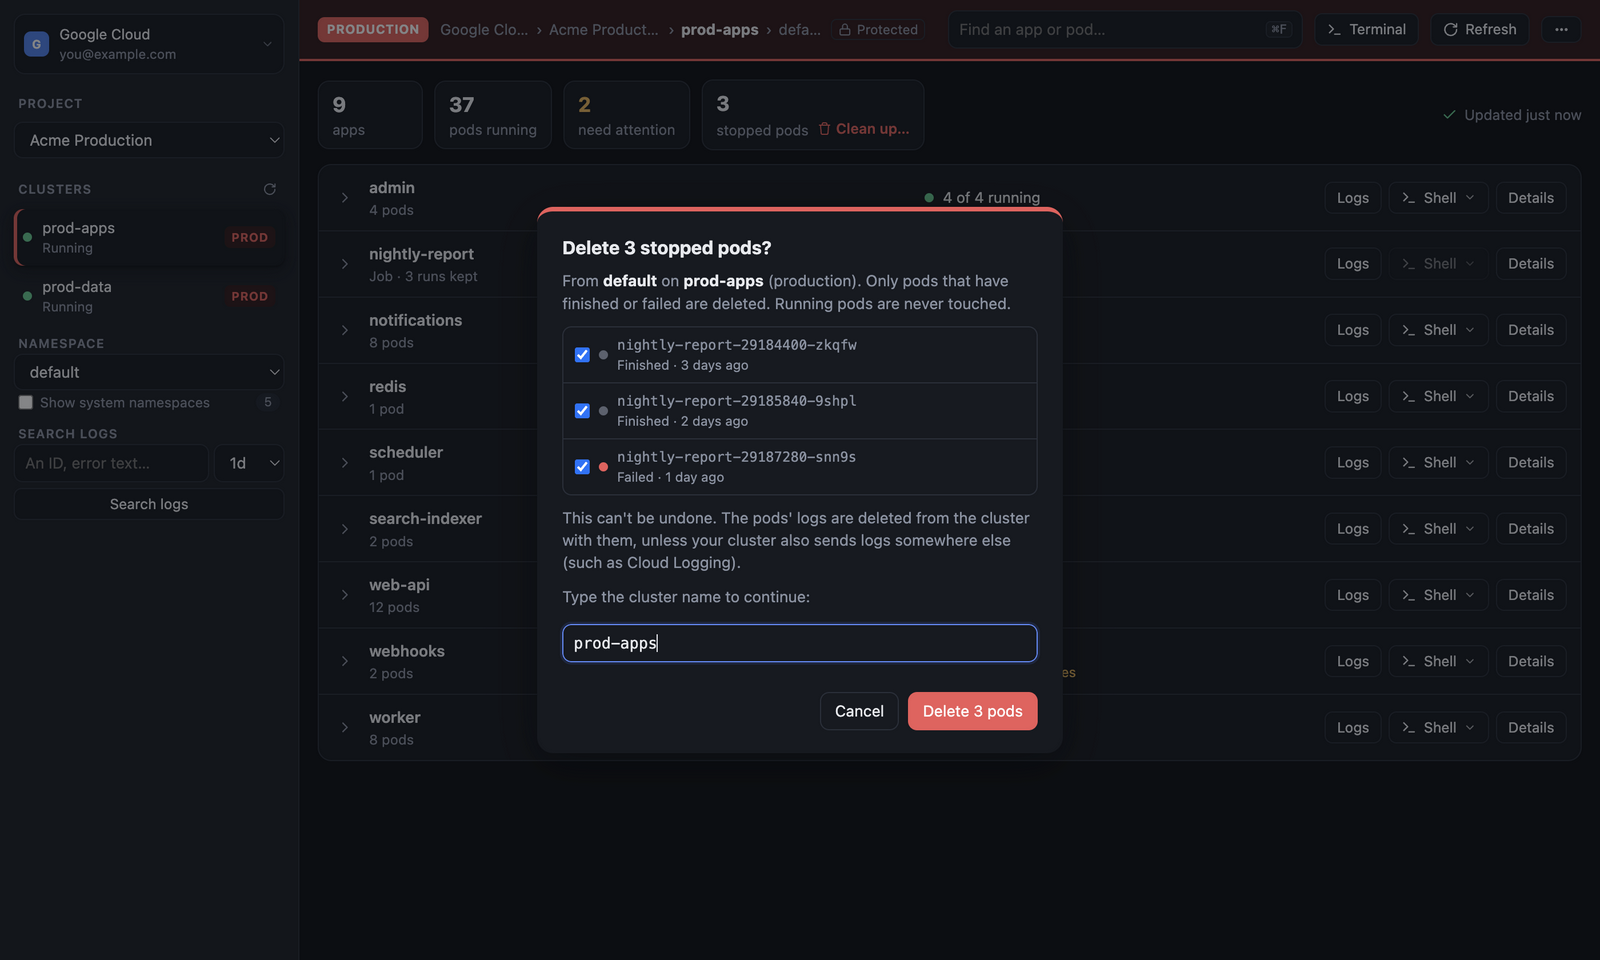 G
Google Cloud
you@example.com
PROJECT
Acme Production
CLUSTERS
prod-apps
Running
PROD
prod-data
Running
PROD
NAMESPACE
default
Show system namespaces
5
SEARCH LOGS
An ID, error text...
1d
Search logs
PRODUCTION
Google Clo... › Acme Product... › prod-apps › defa...
Protected
Find an app or pod...
⌘F
Terminal
Refresh
9
apps
37
pods running
2
need attention
3
stopped pods
Clean up...
Updated just now
admin
4 pods
4 of 4 running
Logs
Shell
Details
nightly-report
Job · 3 runs kept
Logs
Shell
Details
notifications
8 pods
Logs
Shell
Details
redis
1 pod
Logs
Shell
Details
scheduler
1 pod
Logs
Shell
Details
search-indexer
2 pods
Logs
Shell
Details
web-api
12 pods
Logs
Shell
Details
webhooks
2 pods
es
Logs
Shell
Details
worker
8 pods
Logs
Shell
Details
Delete 3 stopped pods?
From default on prod-apps (production). Only pods that have
finished or failed are deleted. Running pods are never touched.
nightly-report-29184400-zkqfw
Finished · 3 days ago
nightly-report-29185840-9shpl
Finished · 2 days ago
nightly-report-29187280-snn9s
Failed · 1 day ago
This can't be undone. The pods' logs are deleted from the cluster
with them, unless your cluster also sends logs somewhere else
(such as Cloud Logging).
Type the cluster name to continue:
prod-apps
Cancel
Delete 3 pods